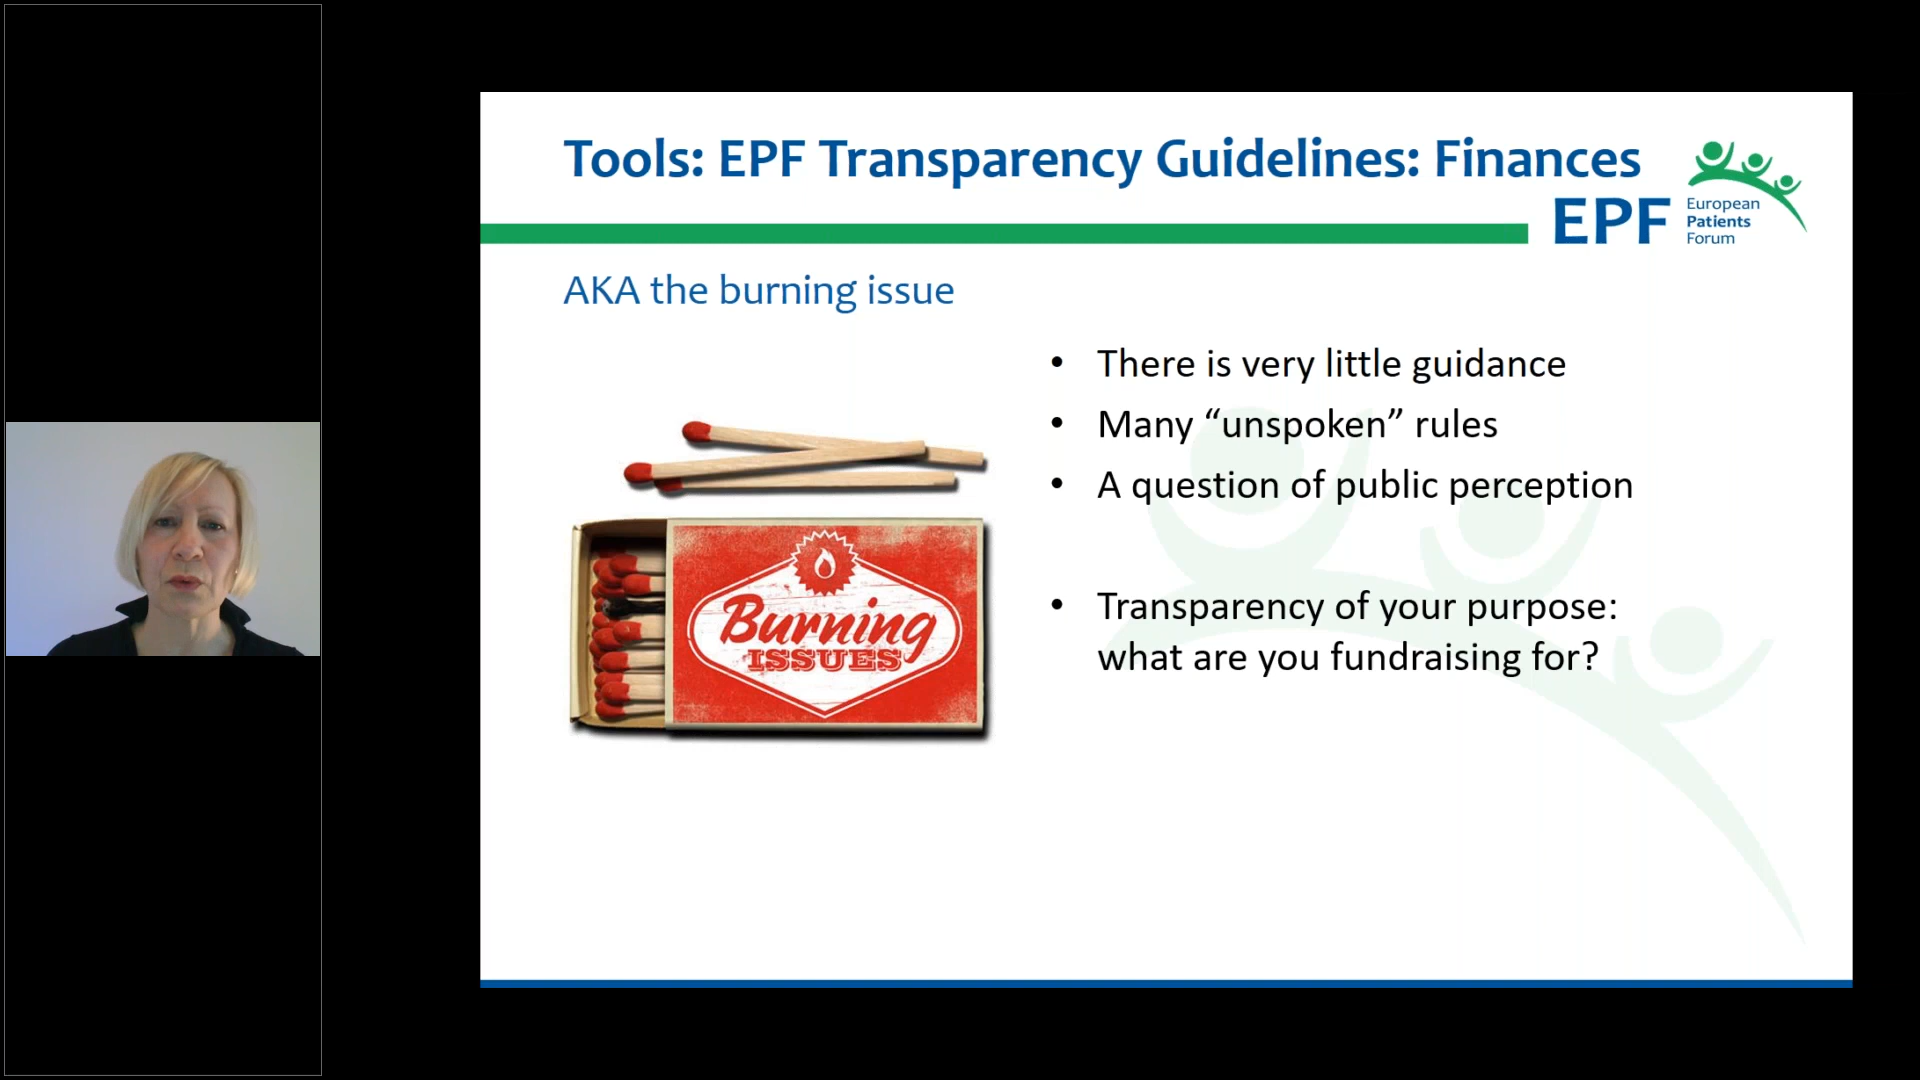 Tools: EPF Transparency Guidelines: Finances
EPF
European
Patients
Forum
AKA the burning issue
• There is very little guidance
• Many “unspoken” rules
• A question of public perception
• Transparency of your purpose:
what are you fundraising for?
Burning
ISSUES